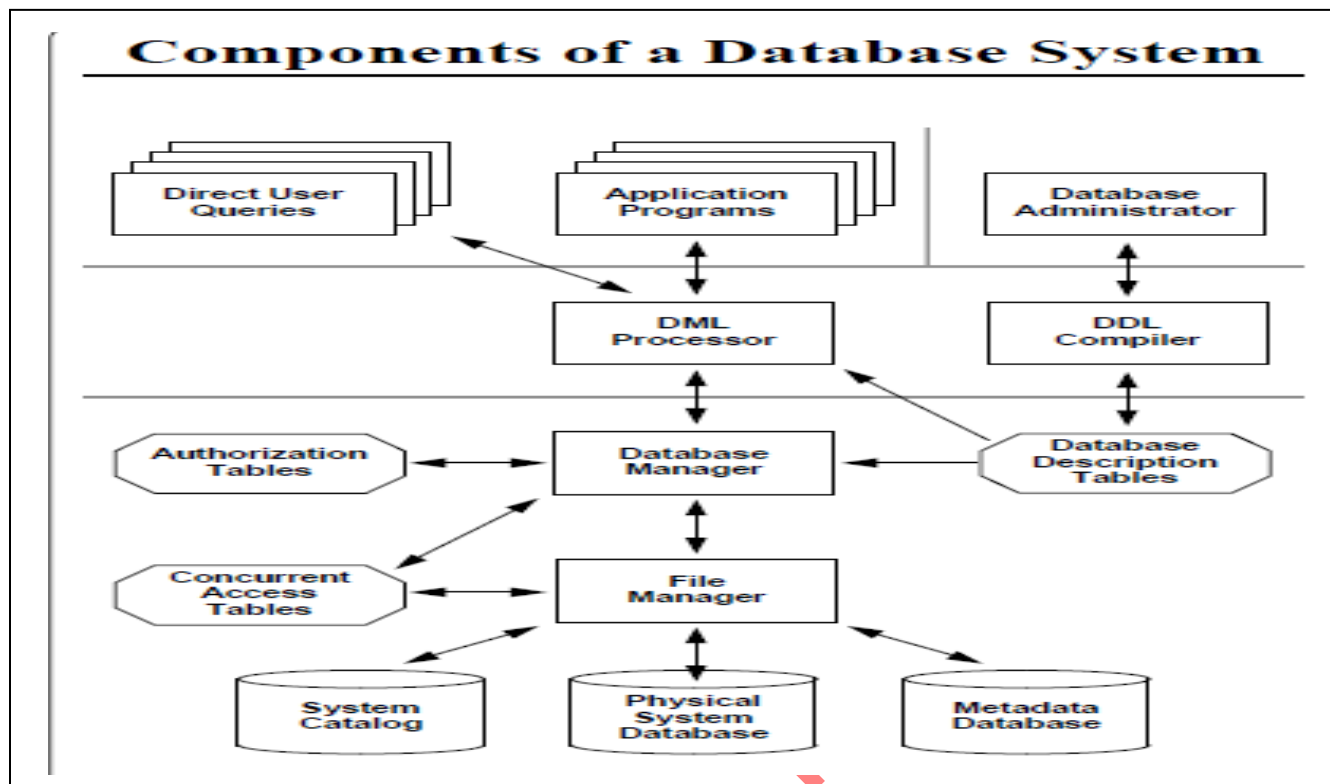 Components of a Database System
Direct User
Queries
Application
Programs
Database
Administrator
DML
Processor
DDL
Compiler
Authorization
Tables
Database
Manager
Database
Description
Tables
Concurrent
Access
Tables
File
Manager
System
Catalog
Physical
System
Database
Metadata
Database